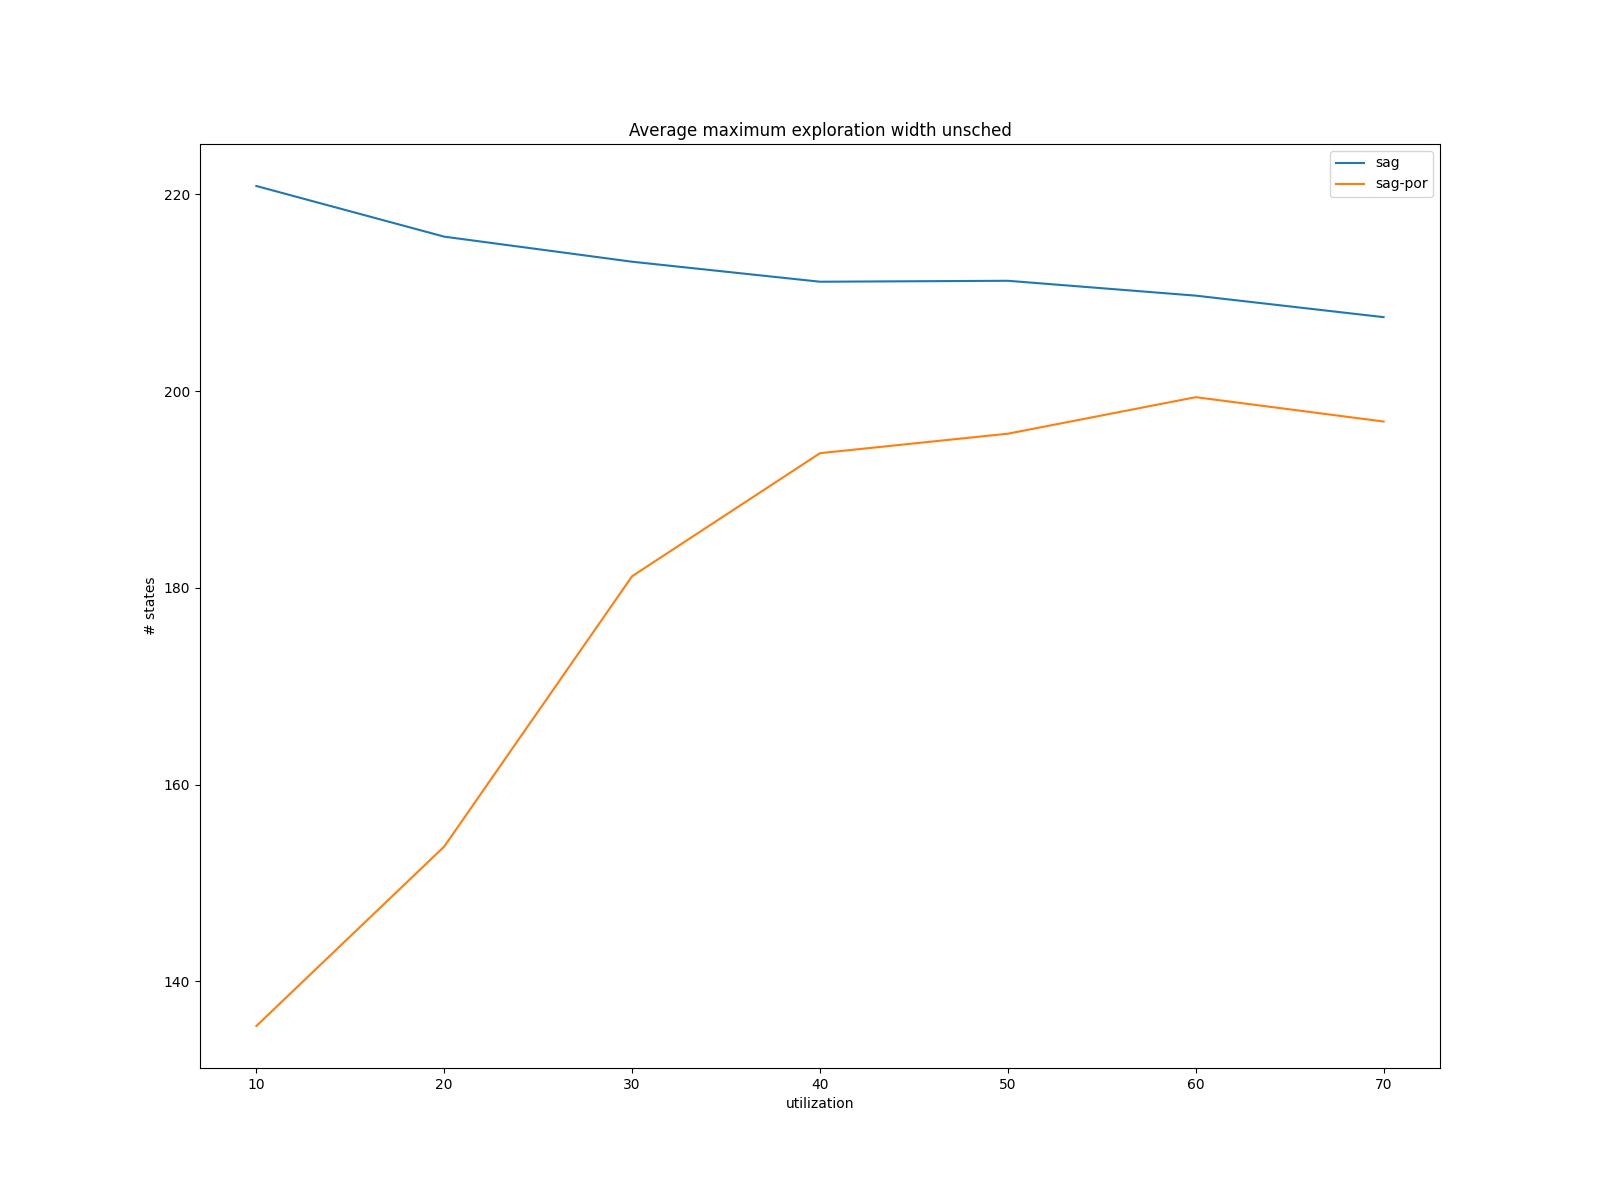 Average maximum exploration width unsched
sag
sag-por
220
200
180
160
140
# states
10 20 30 40 50 60 70
utilization